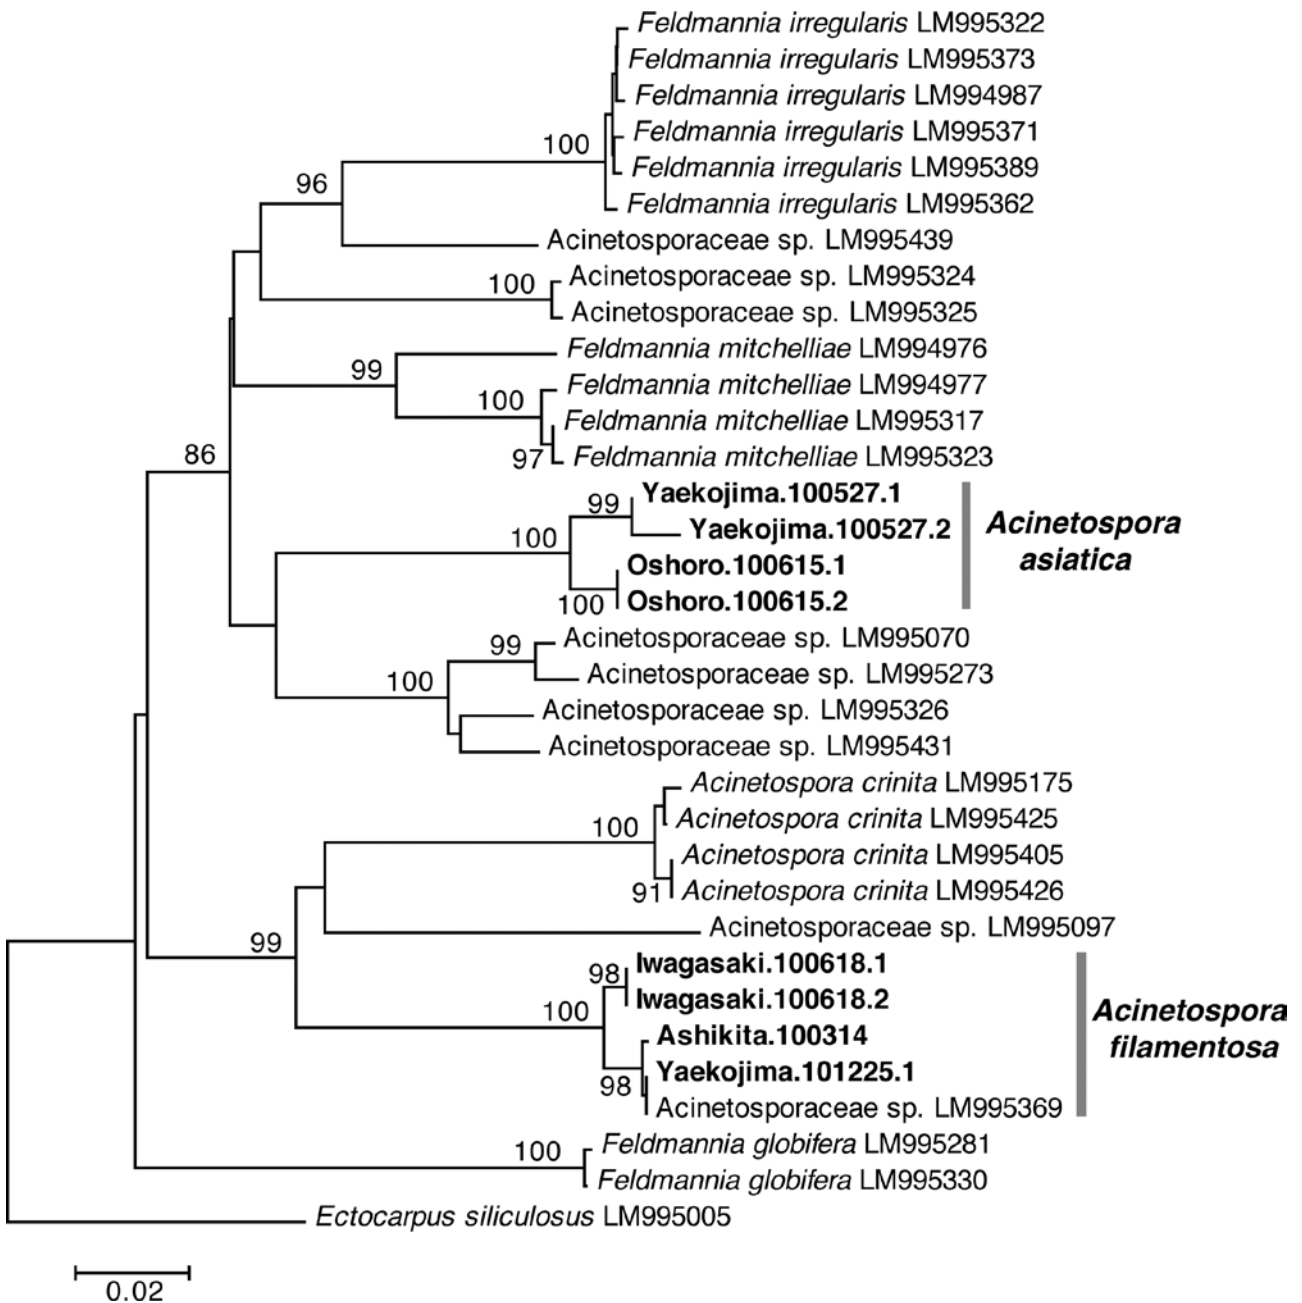 Feldmannia irregularis LM995322
Feldmannia irregularis LM995373
Feldmannia irregularis LM994987
Feldmannia irregularis LM995371
100
Feldmannia irregularis LM995389
96
Feldmannia irregularis LM995362
Acinetosporaceae sp. LM995439
Acinetosporaceae sp. LM995324
100
Acinetosporaceae sp. LM995325
Feldmannia mitchelliae LM994976
99
Feldmannia mitchelliae LM994977
100
Feldmannia mitchelliae LM995317
86
97
Feldmannia mitchelliae LM995323
Yaekojima.100527.1
99
Yaekojima.100527.2
Acinetospora
asiatica
100
Oshoro.100615.1
100
Oshoro.100615.2
Acinetosporaceae sp. LM995070
99
Acinetosporaceae sp. LM995273
100
Acinetosporaceae sp. LM995326
Acinetosporaceae sp. LM995431
Acinetospora crinita LM995175
100
Acinetospora crinita LM995425
Acinetospora crinita LM995405
91
Acinetospora crinita LM995426
Acinetosporaceae sp. LM995097
99
Iwagasaki.100618.1
98
Iwagasaki.100618.2
100
Acinetospora
filamentosa
Ashikita.100314
Yaekojima.101225.1
98
Acinetosporaceae sp. LM995369
Feldmannia globifera LM995281
100
Feldmannia globifera LM995330
Ectocarpus siliculosus LM995005
0.02